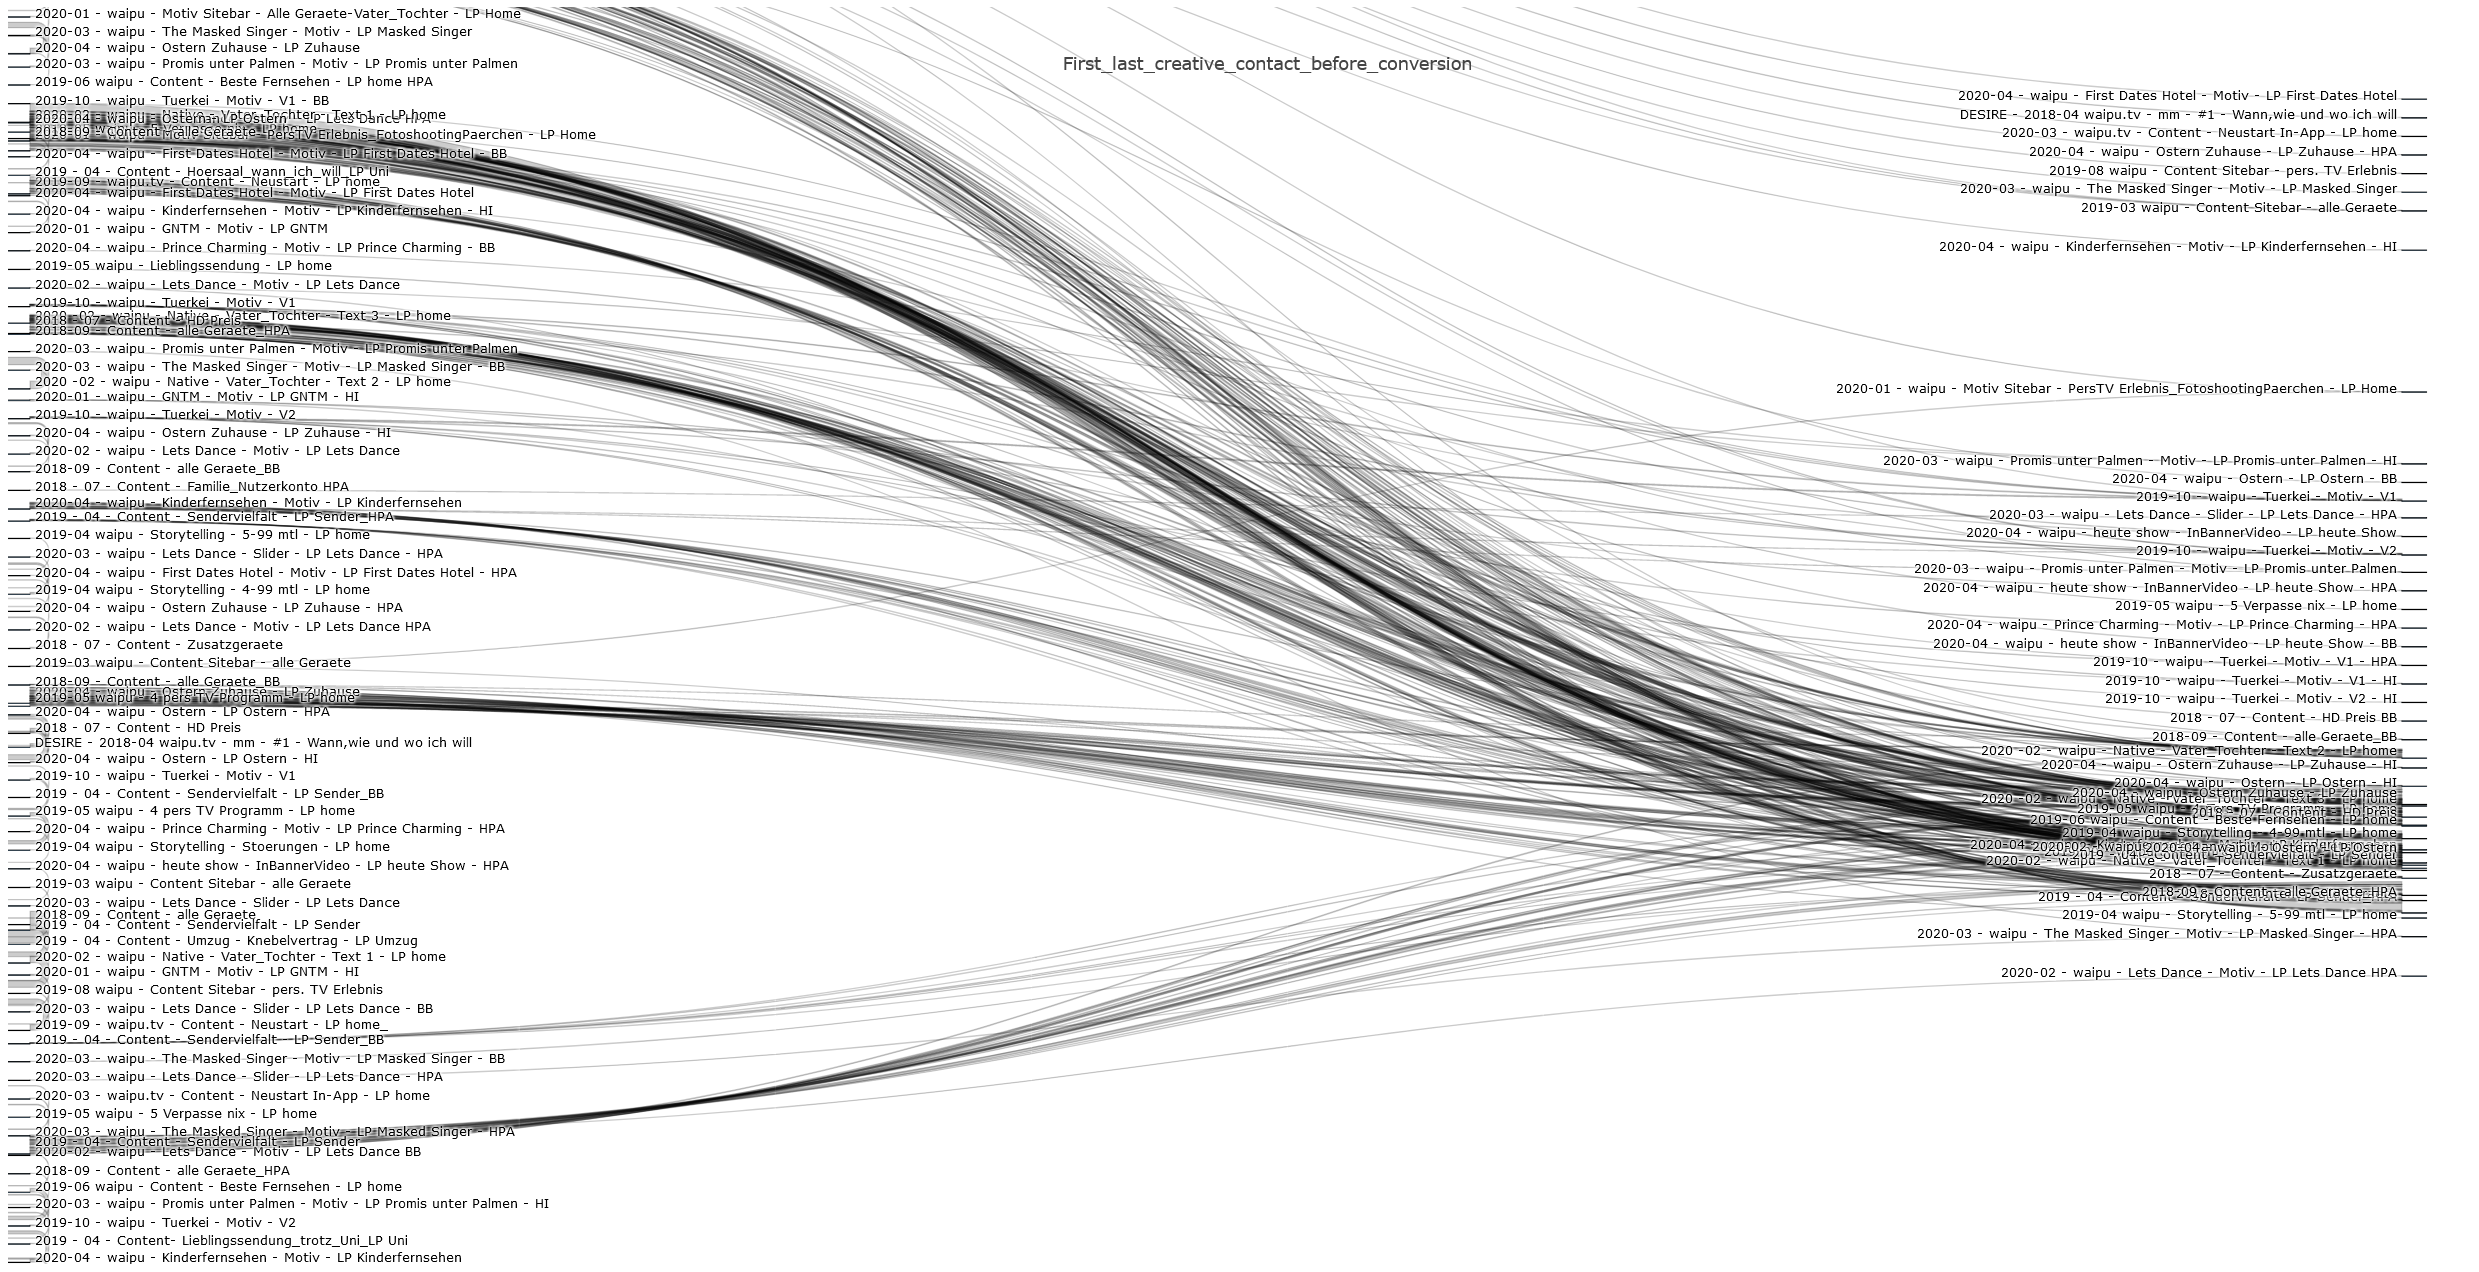 First_last_creative_contact_before_conversion
2020-01 - waipu - Motiv Sitebar - Alle Geraete-Vater_Tochter - LP Home
2020-03 - waipu - The Masked Singer - Motiv - LP Masked Singer
2020-04 - waipu - Ostern Zuhause - LP Zuhause
2020-03 - waipu - Promis unter Palmen - Motiv - LP Promis unter Palmen
2019-06 waipu - Content - Beste Fernsehen - LP home HPA
2019-10 - waipu - Tuerkei - Motiv - V1 - BB
PersTV Erlebnis_FotoshootingPaerchen - LP Home
2020-04 - waipu - First Dates Hotel - Motiv - LP First Dates Hotel - BB
2019 - 04 - Content - Hoersaal_wann_ich_will_LP Uni
2019-09 - waipu.tv - Content - Neustart - LP home_
2020-04 - waipu - First Dates Hotel - Motiv - LP First Dates Hotel
2020-04 - waipu - Kinderfernsehen - Motiv - LP Kinderfernsehen - HI
2020-01 - waipu - GNTM - Motiv - LP GNTM
2020-04 - waipu - Prince Charming - Motiv - LP Prince Charming - BB
2019-05 waipu - Lieblingssendung - LP home
2020-02 - waipu - Lets Dance - Motiv - LP Lets Dance
2019-10 - waipu - Tuerkei - Motiv - V1
2020 -02 - waipu - Native - Vater_Tochter - Text 3 - LP home
2018 - 07 - Content - HD Preis
2018-09 - Content - alle Geraete_HPA
2020-03 - waipu - Promis unter Palmen - Motiv - LP Promis unter Palmen
2020-03 - waipu - The Masked Singer - Motiv - LP Masked Singer - BB
2020 -02 - waipu - Native - Vater_Tochter - Text 2 - LP home
2020-01 - waipu - GNTM - Motiv - LP GNTM - HI
2019-10 - waipu - Tuerkei - Motiv - V2
2020-04 - waipu - Ostern Zuhause - LP Zuhause - HI
2020-02 - waipu - Lets Dance - Motiv - LP Lets Dance
2018-09 - Content - alle Geraete_BB
2018 - 07 - Content - Familie_Nutzerkonto HPA
2020-04 - waipu - Kinderfernsehen - Motiv - LP Kinderfernsehen
2019 - 04 - Content - Sendervielfalt - LP Sender_HPA
2019-04 waipu - Storytelling - 5-99 mtl - LP home
2020-03 - waipu - Lets Dance - Slider - LP Lets Dance - HPA
2020-04 - waipu - First Dates Hotel - Motiv - LP First Dates Hotel - HPA
2019-04 waipu - Storytelling - 4-99 mtl - LP home
2020-04 - waipu - Ostern Zuhause - LP Zuhause - HPA
2020-02 - waipu - Lets Dance - Motiv - LP Lets Dance HPA
2018 - 07 - Content - Zusatzgeraete
2019-03 waipu - Content Sitebar - alle Geraete
2018-09 - Content - alle Geraete_BB
2020-04 - waipu - Ostern Zuhause - LP Zuhause
2019-05 waipu - 4 pers TV Programm - LP home
2020-04 - waipu - Ostern - LP Ostern - HPA
2018 - 07 - Content - HD Preis
DESIRE - 2018-04 waipu.tv - mm - #1 - Wann,wie und wo ich will
2020-04 - waipu - Ostern - LP Ostern - HI
2019-10 - waipu - Tuerkei - Motiv - V1
2019 - 04 - Content - Sendervielfalt - LP Sender_BB
2019-05 waipu - 4 pers TV Programm - LP home
2020-04 - waipu - Prince Charming - Motiv - LP Prince Charming - HPA
2019-04 waipu - Storytelling - Stoerungen - LP home
2020-04 - waipu - heute show - InBannerVideo - LP heute Show - HPA
2019-03 waipu - Content Sitebar - alle Geraete
2020-03 - waipu - Lets Dance - Slider - LP Lets Dance
2018-09 - Content - alle Geraete
2019 - 04 - Content - Sendervielfalt - LP Sender
2019 - 04 - Content - Umzug - Knebelvertrag - LP Umzug
2020-02 - waipu - Native - Vater_Tochter - Text 1 - LP home
2020-01 - waipu - GNTM - Motiv - LP GNTM - HI
2019-08 waipu - Content Sitebar - pers. TV Erlebnis
2020-03 - waipu - Lets Dance - Slider - LP Lets Dance - BB
2019-09 - waipu.tv - Content - Neustart - LP home_
2019 - 04 - Content - Sendervielfalt - LP Sender_BB
2020-03 - waipu - The Masked Singer - Motiv - LP Masked Singer - BB
2020-03 - waipu - Lets Dance - Slider - LP Lets Dance - HPA
2020-03 - waipu.tv - Content - Neustart In-App - LP home
2019-05 waipu - 5 Verpasse nix - LP home
2020-03 - waipu - The Masked Singer - Motiv - LP Masked Singer - HPA
2019 - 04 - Content - Sendervielfalt - LP Sender
2020-02 - waipu - Lets Dance - Motiv - LP Lets Dance BB
2018-09 - Content - alle Geraete_HPA
2019-06 waipu - Content - Beste Fernsehen - LP home
2020-03 - waipu - Promis unter Palmen - Motiv - LP Promis unter Palmen - HI
2019-10 - waipu - Tuerkei - Motiv - V2
2019 - 04 - Content- Lieblingssendung_trotz_Uni_LP Uni
2020-04 - waipu - Kinderfernsehen - Motiv - LP Kinderfernsehen
2020-04 - waipu - First Dates Hotel - Motiv - LP First Dates Hotel
DESIRE - 2018-04 waipu.tv - mm - #1 - Wann,wie und wo ich will
2020-03 - waipu.tv - Content - Neustart In-App - LP home
2020-04 - waipu - Ostern Zuhause - LP Zuhause - HPA
2019-08 waipu - Content Sitebar - pers. TV Erlebnis
2020-03 - waipu - The Masked Singer - Motiv - LP Masked Singer
2019-03 waipu - Content Sitebar - alle Geraete
2020-04 - waipu - Kinderfernsehen - Motiv - LP Kinderfernsehen - HI
2020-01 - waipu - Motiv Sitebar - PersTV Erlebnis_FotoshootingPaerchen - LP Home
2020-03 - waipu - Promis unter Palmen - Motiv - LP Promis unter Palmen - HI
2020-04 - waipu - Ostern - LP Ostern - BB
2019-10 - waipu - Tuerkei - Motiv - V1
2020-03 - waipu - Lets Dance - Slider - LP Lets Dance - HPA
2020-04 - waipu - heute show - InBannerVideo - LP heute Show
2019-10 - waipu - Tuerkei - Motiv - V2
2020-03 - waipu - Promis unter Palmen - Motiv - LP Promis unter Palmen
2020-04 - waipu - heute show - InBannerVideo - LP heute Show - HPA
2019-05 waipu - 5 Verpasse nix - LP home
2020-04 - waipu - Prince Charming - Motiv - LP Prince Charming - HPA
2020-04 - waipu - heute show - InBannerVideo - LP heute Show - BB
2019-10 - waipu - Tuerkei - Motiv - V1 - HPA
2019-10 - waipu - Tuerkei - Motiv - V1 - HI
2019-10 - waipu - Tuerkei - Motiv - V2 - HI
2018 - 07 - Content - HD Preis BB
2018-09 - Content - alle Geraete_BB
2020 -02 - waipu - Native - Vater_Tochter - Text 2 - LP home
2020-04 - waipu - Ostern Zuhause - LP Zuhause - HI
2020-04 - waipu - Ostern - LP Ostern - HI
2020-04 - waipu - Ostern Zuhause - LP Zuhause
2020 -02 - waipu - Native - Vater_Tochter - Text 3 - LP home
2019-06 waipu - Content - Beste Fernsehen - LP home
2019-04 waipu - Storytelling - 4-99 mtl - LP home
2020-02 - waipu - Native - Vater_Tochter - Text 1 - LP home
2018 - 07 - Content - Zusatzgeraete
2018-09 - Content - alle Geraete_HPA
2019 - 04 - Content - Sendervielfalt - LP Sender_HPA
2019-04 waipu - Storytelling - 5-99 mtl - LP home
2020-03 - waipu - The Masked Singer - Motiv - LP Masked Singer - HPA
2020-02 - waipu - Lets Dance - Motiv - LP Lets Dance HPA